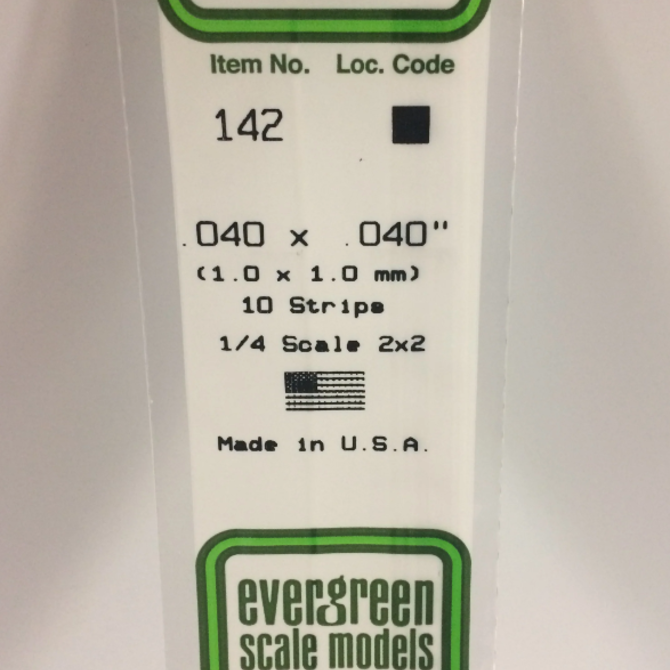 Item No. Loc. Code
142
.040 x .040"
(1.0 x 1.0 mm)
10 Strips
1/4 Scale 2x2
Made in U.S.A.
evergreen
scale models